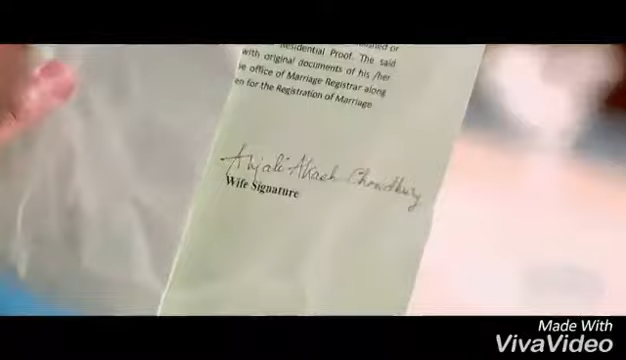 Residential Proof. The said
with original documents of his /her
office of Marriage Registrar along
for the Registration of Marriage
Anjali Akash Chowdhury
Wife Signature
Made With
VivaVideo